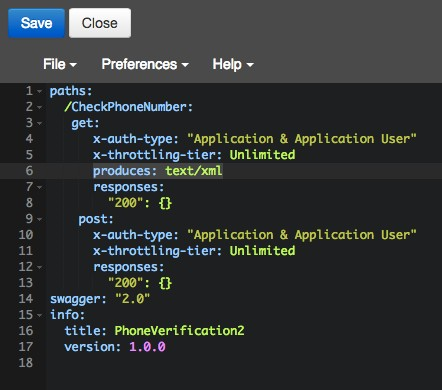 Save Close
File Preferences Help
1 paths:
2 /CheckPhoneNumber:
3 get:
4 x-auth-type: "Application & Application User"
5 x-throttling-tier: Unlimited
6 produces: text/xml
7 responses:
8 "200": {}
9 post:
10 x-auth-type: "Application & Application User"
11 x-throttling-tier: Unlimited
12 responses:
13 "200": {}
14 swagger: "2.0"
15 info:
16 title: PhoneVerification2
17 version: 1.0.0
18